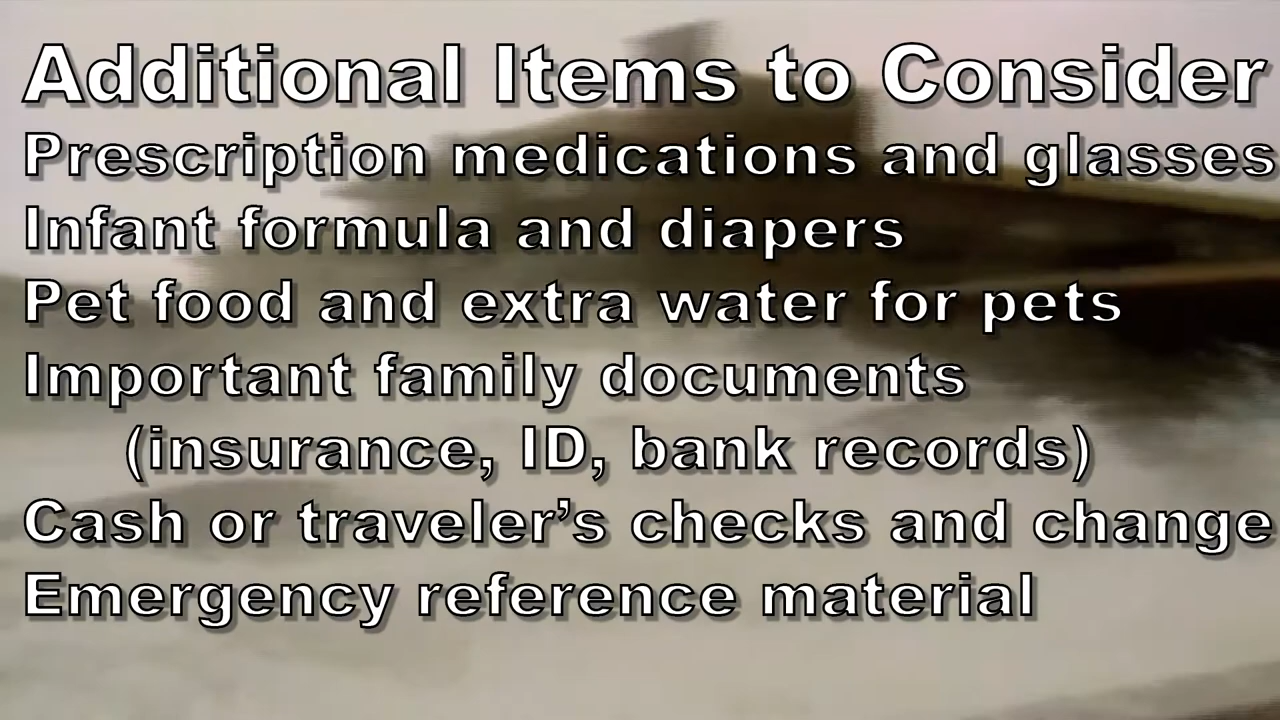 Additional Items to Consider
Prescription medications and glasses
Infant formula and diapers
Pet food and extra water for pets
Important family documents
(insurance, ID, bank records)
Cash or traveler’s checks and change
Emergency reference material